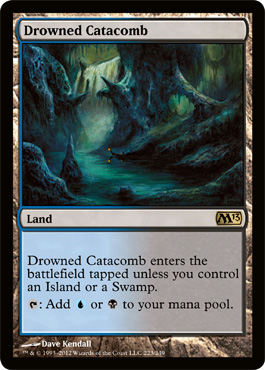 Drowned Catacomb
Land
M13
Drowned Catacomb enters the
battlefield tapped unless you control
an Island or a Swamp.
: Add or to your mana pool.
Dave Kendall
™ & © 1993-2012 Wizards of the Coast LLC 223/249